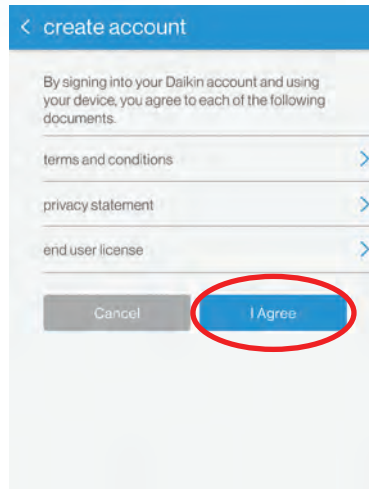 create account
By signing into your Daikin account and using
your device, you agree to each of the following
documents.
terms and conditions
privacy statement
end user license
Cancel
I Agree